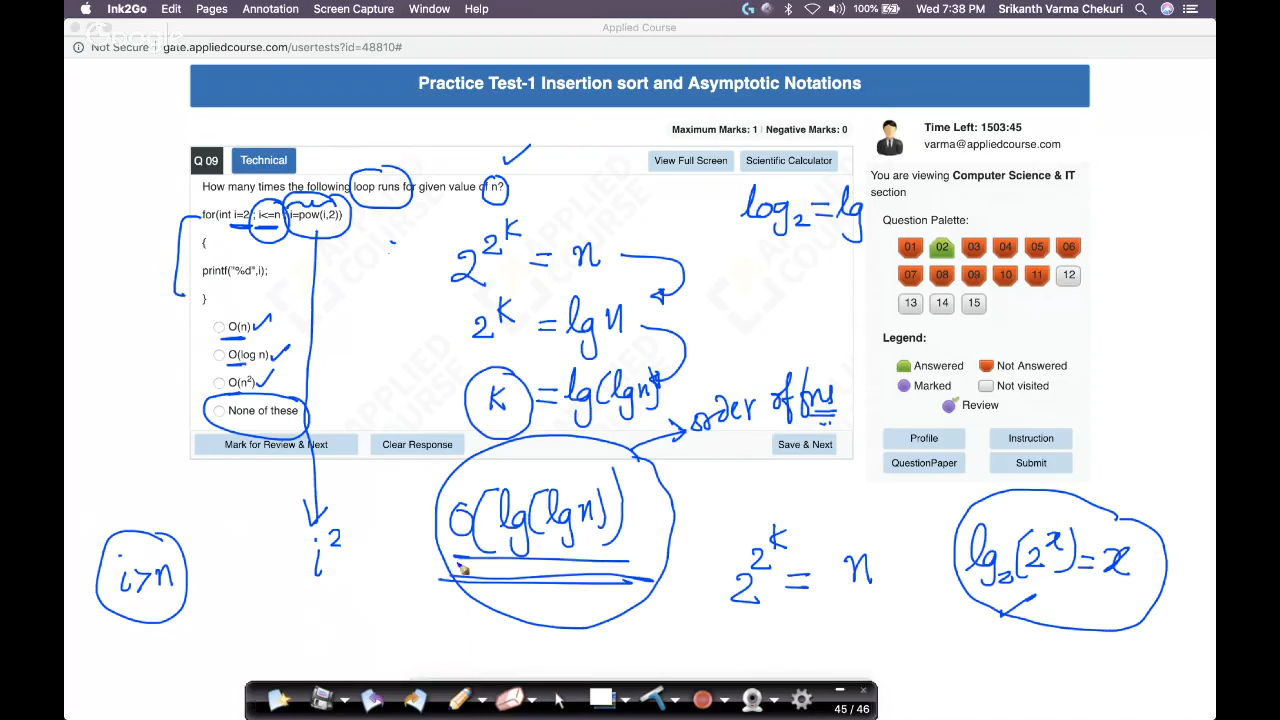 Ink2Go Edit Pages Annotation Screen Capture Window Help 100% Wed 7:38 PM Srikanth Varma Chekuri
Applied Course
Google
Not Secure gate.appliedcourse.com/usertests?id=48810#
Practice Test-1 Insertion sort and Asymptotic Notations
Maximum Marks: 1 | Negative Marks: 0
Q 09 Technical View Full Screen Scientific Calculator
How many times the following loop runs for given value of n?
for(int i=2; i<=n; i=pow(i,2))
{
printf("%d",i);
}
O(n)
O(log n)
O(n²)
None of these
Mark for Review & Next Clear Response Save & Next
log₂ = lg
2^2^K = n
2^K = lg n
K = lg(lg n)
order of fns
O(lg(lg n))
i²
i>n
2^2^K = n
lg₂(2^x) = x
Time Left: 1503:45
varma@appliedcourse.com
You are viewing Computer Science & IT
section
Question Palette:
01 02 03 04 05 06
07 08 09 10 11 12
13 14 15
Legend:
Answered Not Answered
Marked Not visited
Review
Profile Instruction
QuestionPaper Submit
APPLIED COURSE
45 / 46